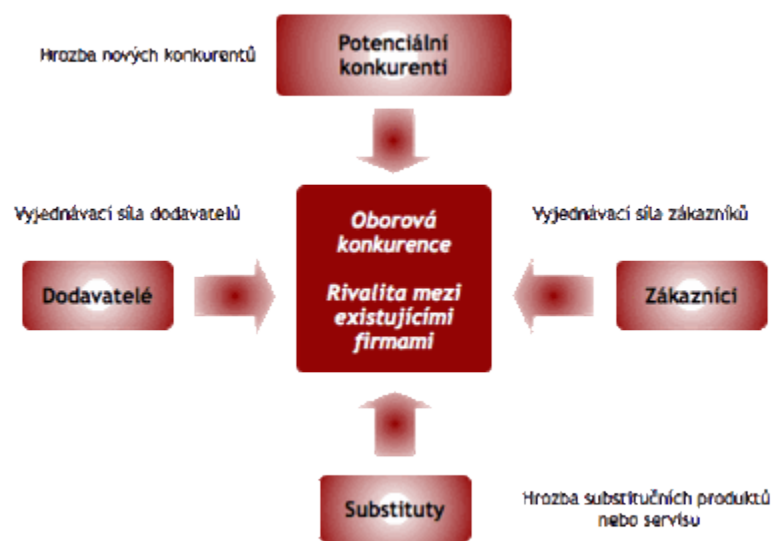 Hrozba nových konkurentů
Potenciální
konkurenti
Vyjednávací síla dodavatelů
Vyjednávací síla zákazníků
Oborová
konkurence
Rivalita mezi
existujícími
firmami
Dodavatelé
Zákazníci
Substituty
Hrozba substitučních produktů
nebo servisu